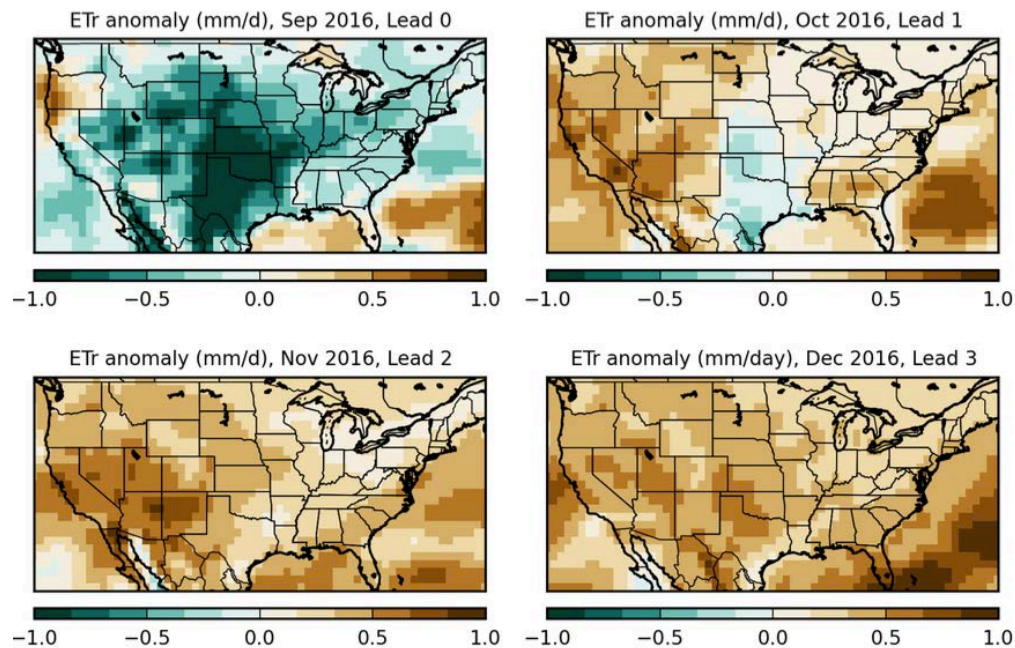 ETr anomaly (mm/d), Sep 2016, Lead 0
ETr anomaly (mm/d), Oct 2016, Lead 1
−1.0 −0.5 0.0 0.5 1.0
−1.0 −0.5 0.0 0.5 1.0
ETr anomaly (mm/d), Nov 2016, Lead 2
ETr anomaly (mm/day), Dec 2016, Lead 3
−1.0 −0.5 0.0 0.5 1.0
−1.0 −0.5 0.0 0.5 1.0